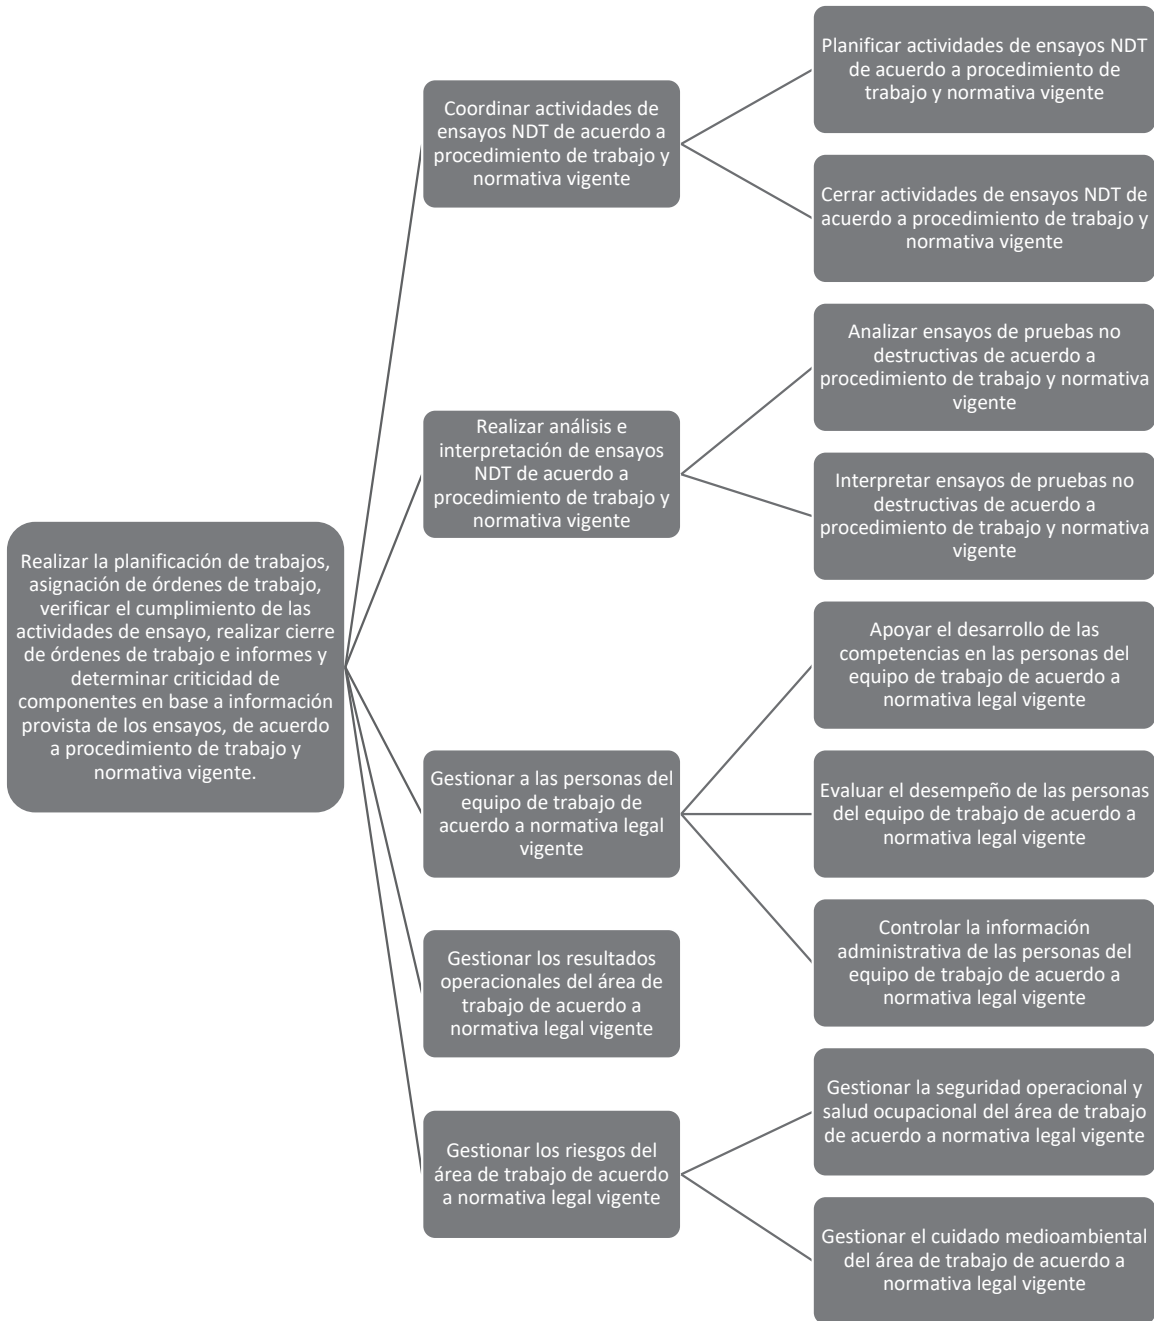 Realizar la planificación de trabajos,
asignación de órdenes de trabajo,
verificar el cumplimiento de las
actividades de ensayo, realizar cierre
de órdenes de trabajo e informes y
determinar criticidad de
componentes en base a información
provista de los ensayos, de acuerdo
a procedimiento de trabajo y
normativa vigente.
Coordinar actividades de
ensayos NDT de acuerdo a
procedimiento de trabajo y
normativa vigente
Planificar actividades de ensayos NDT
de acuerdo a procedimiento de
trabajo y normativa vigente
Cerrar actividades de ensayos NDT de
acuerdo a procedimiento de trabajo y
normativa vigente
Realizar análisis e
interpretación de ensayos
NDT de acuerdo a
procedimiento de trabajo y
normativa vigente
Analizar ensayos de pruebas no
destructivas de acuerdo a
procedimiento de trabajo y normativa
vigente
Interpretar ensayos de pruebas no
destructivas de acuerdo a
procedimiento de trabajo y normativa
vigente
Gestionar a las personas del
equipo de trabajo de
acuerdo a normativa legal
vigente
Apoyar el desarrollo de las
competencias en las personas del
equipo de trabajo de acuerdo a
normativa legal vigente
Evaluar el desempeño de las personas
del equipo de trabajo de acuerdo a
normativa legal vigente
Controlar la información
administrativa de las personas del
equipo de trabajo de acuerdo a
normativa legal vigente
Gestionar los resultados
operacionales del área de
trabajo de acuerdo a
normativa legal vigente
Gestionar los riesgos del
área de trabajo de acuerdo
a normativa legal vigente
Gestionar la seguridad operacional y
salud ocupacional del área de trabajo
de acuerdo a normativa legal vigente
Gestionar el cuidado medioambiental
del área de trabajo de acuerdo a
normativa legal vigente